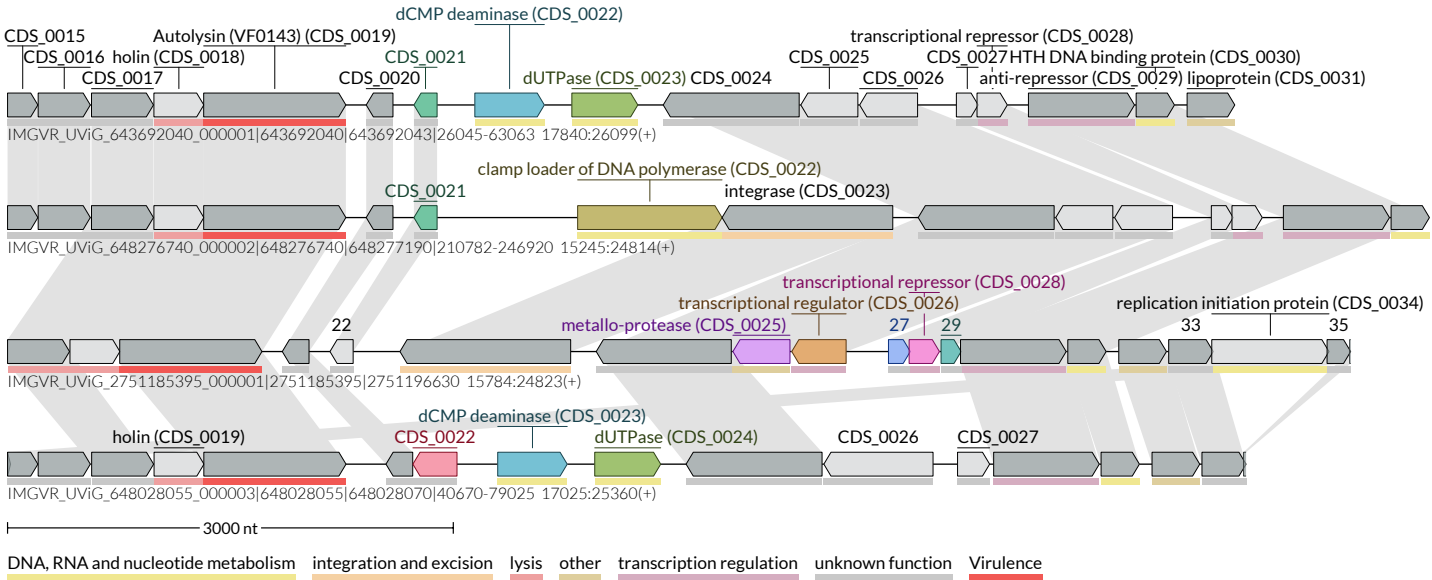 dCMP deaminase (CDS_0022)
CDS_0015 Autolysin (VF0143) (CDS_0019) transcriptional repressor (CDS_0028)
CDS_0016 holin (CDS_0018) CDS_0021 CDS_0025 CDS_0027 HTH DNA binding protein (CDS_0030)
CDS_0017 CDS_0020 dUTPase (CDS_0023) CDS_0024 CDS_0026 anti-repressor (CDS_0029) lipoprotein (CDS_0031)
IMGVR_UViG_643692040_000001|643692040|643692043|26045-63063 17840:26099(+)
clamp loader of DNA polymerase (CDS_0022)
CDS_0021 integrase (CDS_0023)
IMGVR_UViG_648276740_000002|648276740|648277190|210782-246920 15245:24814(+)
transcriptional repressor (CDS_0028)
transcriptional regulator (CDS_0026) replication initiation protein (CDS_0034)
22 metallo-protease (CDS_0025) 27 29 33 35
IMGVR_UViG_2751185395_000001|2751185395|2751196630 15784:24823(+)
dCMP deaminase (CDS_0023)
holin (CDS_0019) CDS_0022 dUTPase (CDS_0024) CDS_0026 CDS_0027
IMGVR_UViG_648028055_000003|648028055|648028070|40670-79025 17025:25360(+)
3000 nt
DNA, RNA and nucleotide metabolism integration and excision lysis other transcription regulation unknown function Virulence